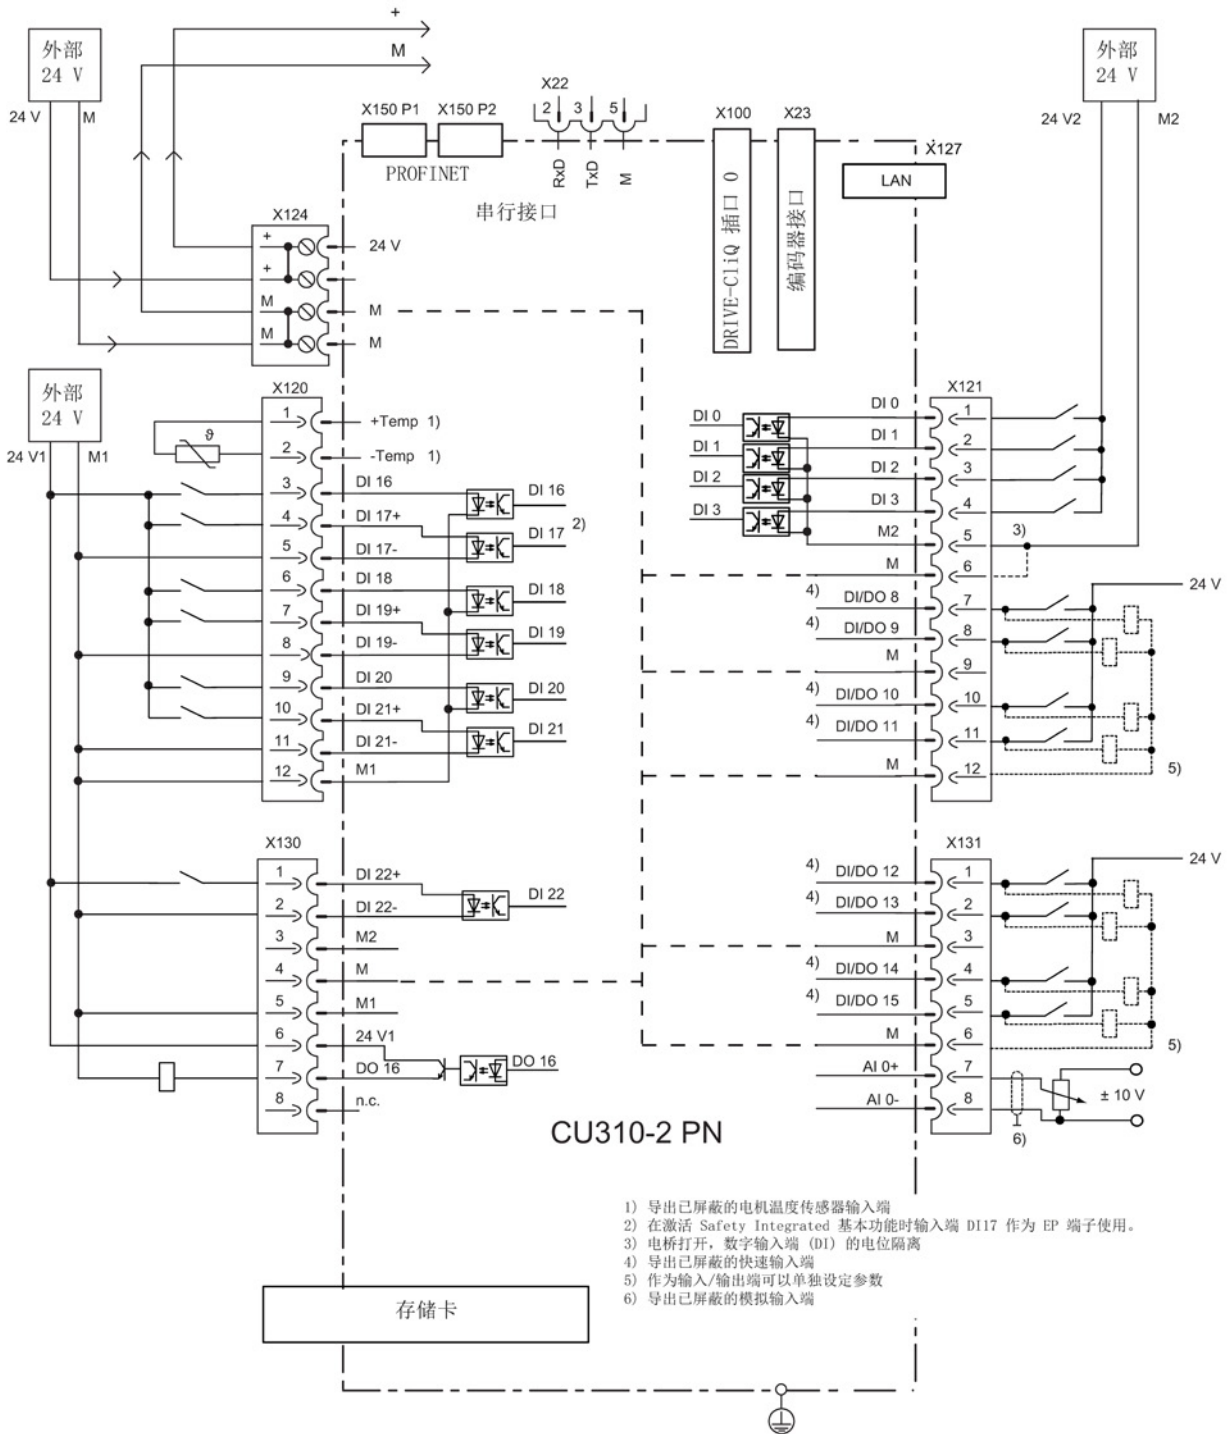 +
M
外部
24 V
24 V
M
X150 P1
X150 P2
PROFINET
X22
2
3
5
RxD
TxD
M
串行接口
X100
DRIVE-CliQ 插口 0
X23
编码器接口
X127
LAN
外部
24 V
24 V2
M2
X124
+
24 V
+
M
M
M
M
外部
24 V
24 V1
M1
X120
1
+Temp 1)
ϑ
2
-Temp 1)
3
DI 16
DI 16
4
DI 17+
DI 17
2)
5
DI 17-
6
DI 18
DI 18
7
DI 19+
DI 19
8
DI 19-
9
DI 20
DI 20
10
DI 21+
DI 21
11
DI 21-
12
M1
X121
DI 0
DI 0
1
DI 1
DI 1
2
DI 2
DI 2
3
DI 3
DI 3
4
M2
5
3)
M
6
24 V
4)
DI/DO 8
7
4)
DI/DO 9
8
M
9
4)
DI/DO 10
10
4)
DI/DO 11
11
M
12
5)
X130
1
DI 22+
DI 22
2
DI 22-
3
M2
4
M
5
M1
6
24 V1
7
DO 16
DO 16
8
n.c.
X131
24 V
4)
DI/DO 12
1
4)
DI/DO 13
2
M
3
4)
DI/DO 14
4
4)
DI/DO 15
5
M
6
5)
AI 0+
7
± 10 V
AI 0-
8
6)
CU310-2 PN
1) 导出已屏蔽的电机温度传感器输入端
2) 在激活 Safety Integrated 基本功能时输入端 DI17 作为 EP 端子使用。
3) 电桥打开，数字输入端 (DI) 的电位隔离
4) 导出已屏蔽的快速输入端
5) 作为输入/输出端可以单独设定参数
6) 导出已屏蔽的模拟输入端
存储卡